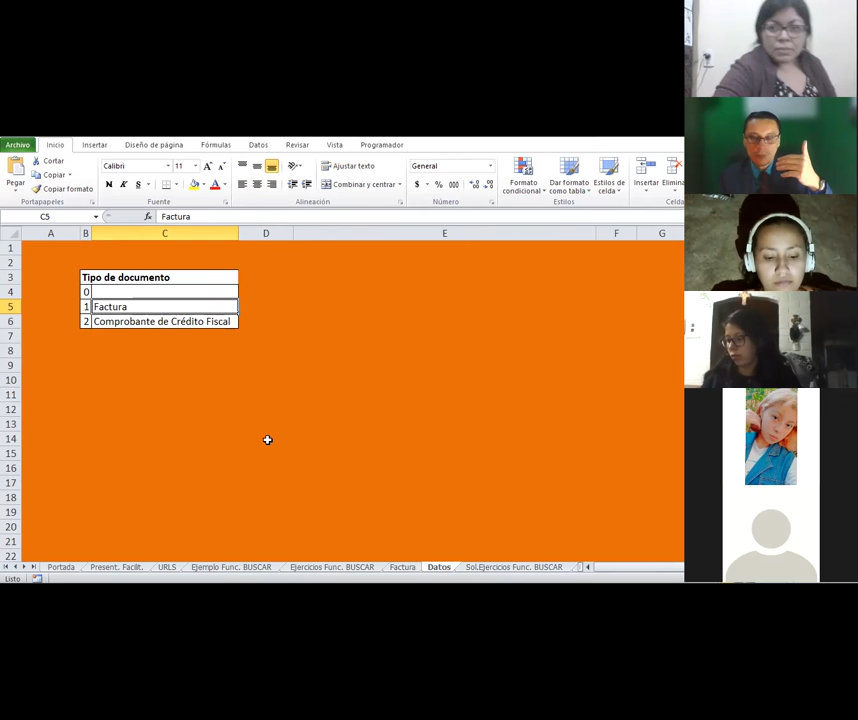 Archivo Inicio Insertar Diseño de página Fórmulas Datos Revisar Vista Programador
Pegar
Cortar
Copiar
Copiar formato
Portapapeles
Calibri 11
N K S
Fuente
Ajustar texto
Combinar y centrar
Alineación
General
$ % 000
Número
Formato condicional
Dar formato como tabla
Estilos de celda
Estilos
Insertar
Elimina
Celda
C5 fx Factura
A B C D E F G
1
2
3 Tipo de documento
4 0
5 1 Factura
6 2 Comprobante de Crédito Fiscal
7
8
9
10
11
12
13
14
15
16
17
18
19
20
21
22
Portada Present. Facilit. URLS Ejemplo Func. BUSCAR Ejercicios Func. BUSCAR Factura Datos Sol.Ejercicios Func. BUSCAR
Listo